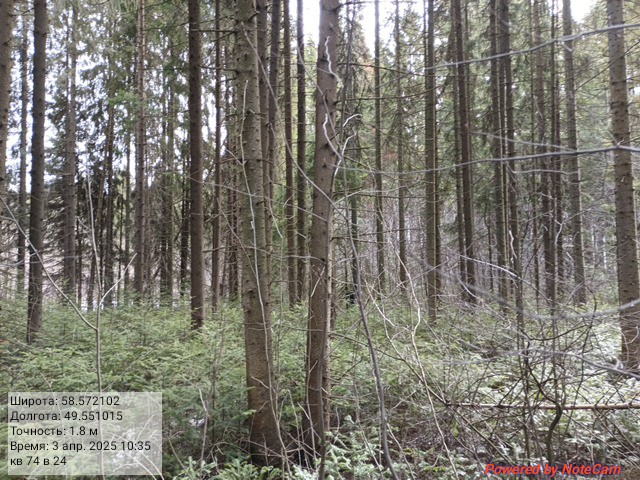 Широта: 58.572102
Долгота: 49.551015
Точность: 1.8 м
Время: 3 апр. 2025 10:35
кв 74 в 24
Powered by NoteCam